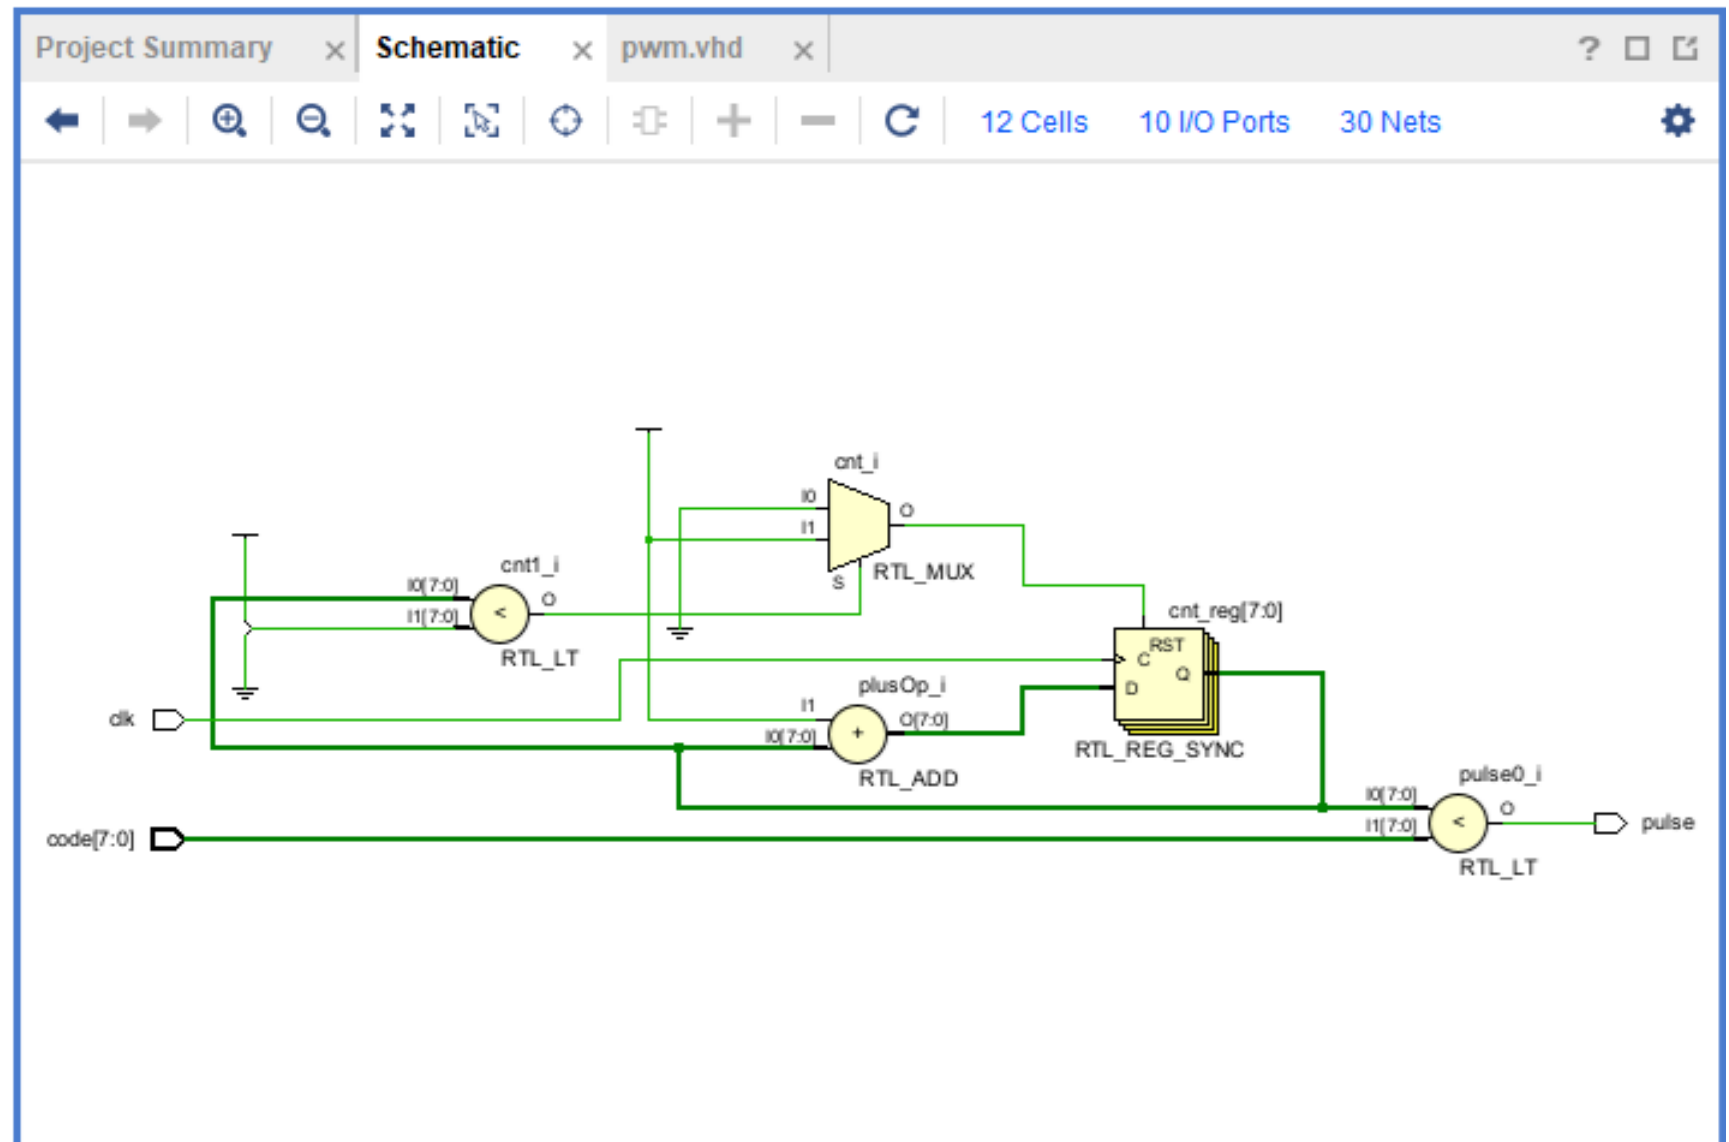 Project Summary × Schematic × pwm.vhd × ?
12 Cells 10 I/O Ports 30 Nets
cnt_i
I0
O
I1
S
RTL_MUX
cnt1_i
I0[7:0]
O
<
I1[7:0]
RTL_LT
cnt_reg[7:0]
RST
C
Q
D
RTL_REG_SYNC
plusOp_i
I1
O[7:0]
I0[7:0]
+
RTL_ADD
clk
code[7:0]
pulse0_i
I0[7:0]
O
<
I1[7:0]
RTL_LT
pulse